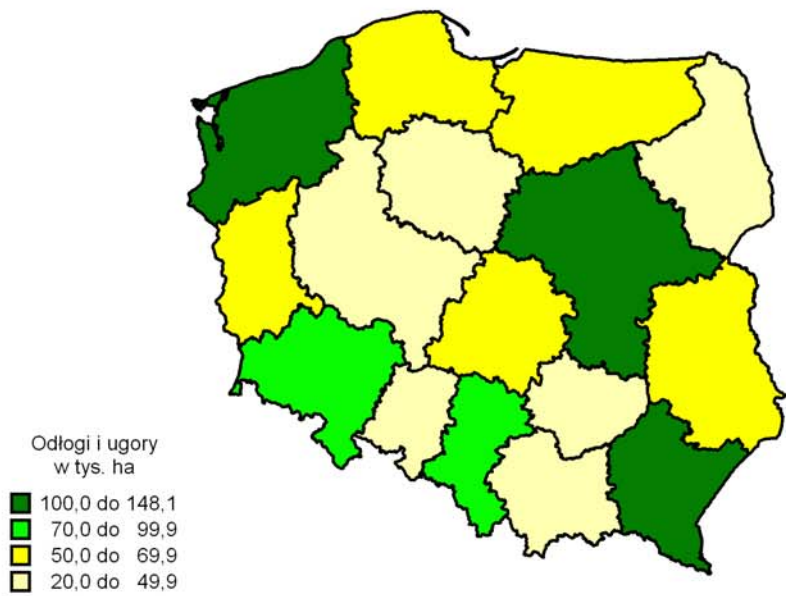 Odłogi i ugory
w tys. ha
100,0 do 148,1
70,0 do 99,9
50,0 do 69,9
20,0 do 49,9